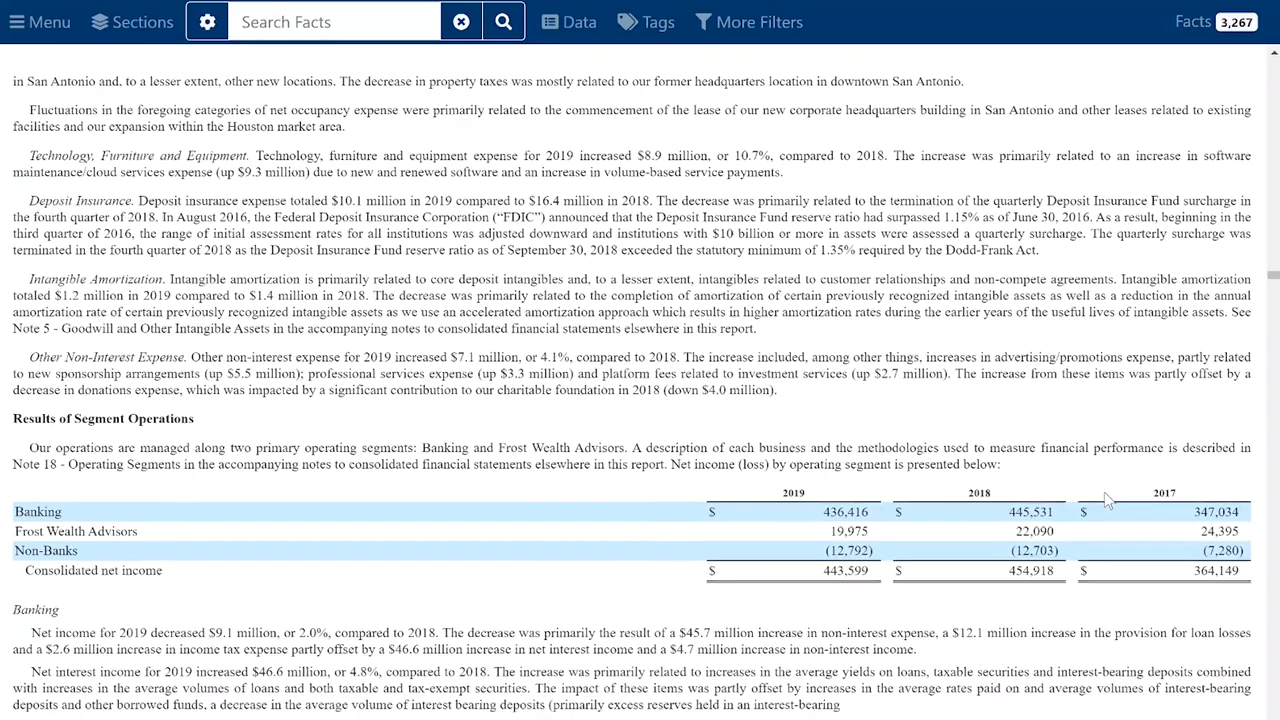 Menu Sections Search Facts Data Tags More Filters Facts 3,267
in San Antonio and, to a lesser extent, other new locations. The decrease in property taxes was mostly related to our former headquarters location in downtown San Antonio.
Fluctuations in the foregoing categories of net occupancy expense were primarily related to the commencement of the lease of our new corporate headquarters building in San Antonio and other leases related to existing
facilities and our expansion within the Houston market area.
Technology, Furniture and Equipment. Technology, furniture and equipment expense for 2019 increased $8.9 million, or 10.7%, compared to 2018. The increase was primarily related to an increase in software
maintenance/cloud services expense (up $9.3 million) due to new and renewed software and an increase in volume-based service payments.
Deposit Insurance. Deposit insurance expense totaled $10.1 million in 2019 compared to $16.4 million in 2018. The decrease was primarily related to the termination of the quarterly Deposit Insurance Fund surcharge in
the fourth quarter of 2018. In August 2016, the Federal Deposit Insurance Corporation (“FDIC”) announced that the Deposit Insurance Fund reserve ratio had surpassed 1.15% as of June 30, 2016. As a result, beginning in the
third quarter of 2016, the range of initial assessment rates for all institutions was adjusted downward and institutions with $10 billion or more in assets were assessed a quarterly surcharge. The quarterly surcharge was
terminated in the fourth quarter of 2018 as the Deposit Insurance Fund reserve ratio as of September 30, 2018 exceeded the statutory minimum of 1.35% required by the Dodd-Frank Act.
Intangible Amortization. Intangible amortization is primarily related to core deposit intangibles and, to a lesser extent, intangibles related to customer relationships and non-compete agreements. Intangible amortization
totaled $1.2 million in 2019 compared to $1.4 million in 2018. The decrease was primarily related to the completion of amortization of certain previously recognized intangible assets as well as a reduction in the annual
amortization rate of certain previously recognized intangible assets as we use an accelerated amortization approach which results in higher amortization rates during the earlier years of the useful lives of intangible assets. See
Note 5 - Goodwill and Other Intangible Assets in the accompanying notes to consolidated financial statements elsewhere in this report.
Other Non-Interest Expense. Other non-interest expense for 2019 increased $7.1 million, or 4.1%, compared to 2018. The increase included, among other things, increases in advertising/promotions expense, partly related
to new sponsorship arrangements (up $5.5 million); professional services expense (up $3.3 million) and platform fees related to investment services (up $2.7 million). The increase from these items was partly offset by a
decrease in donations expense, which was impacted by a significant contribution to our charitable foundation in 2018 (down $4.0 million).
Results of Segment Operations
Our operations are managed along two primary operating segments: Banking and Frost Wealth Advisors. A description of each business and the methodologies used to measure financial performance is described in
Note 18 - Operating Segments in the accompanying notes to consolidated financial statements elsewhere in this report. Net income (loss) by operating segment is presented below:
2019 2018 2017
Banking $ 436,416 $ 445,531 $ 347,034
Frost Wealth Advisors 19,975 22,090 24,395
Non-Banks (12,792) (12,703) (7,280)
Consolidated net income $ 443,599 $ 454,918 $ 364,149
Banking
Net income for 2019 decreased $9.1 million, or 2.0%, compared to 2018. The decrease was primarily the result of a $45.7 million increase in non-interest expense, a $12.1 million increase in the provision for loan losses
and a $2.6 million increase in income tax expense partly offset by a $46.6 million increase in net interest income and a $4.7 million increase in non-interest income.
Net interest income for 2019 increased $46.6 million, or 4.8%, compared to 2018. The increase was primarily related to increases in the average yields on loans, taxable securities and interest-bearing deposits combined
with increases in the average volumes of loans and both taxable and tax-exempt securities. The impact of these items was partly offset by increases in the average rates paid on and average volumes of interest-bearing
deposits and other borrowed funds, a decrease in the average volume of interest bearing deposits (primarily excess reserves held in an interest-bearing